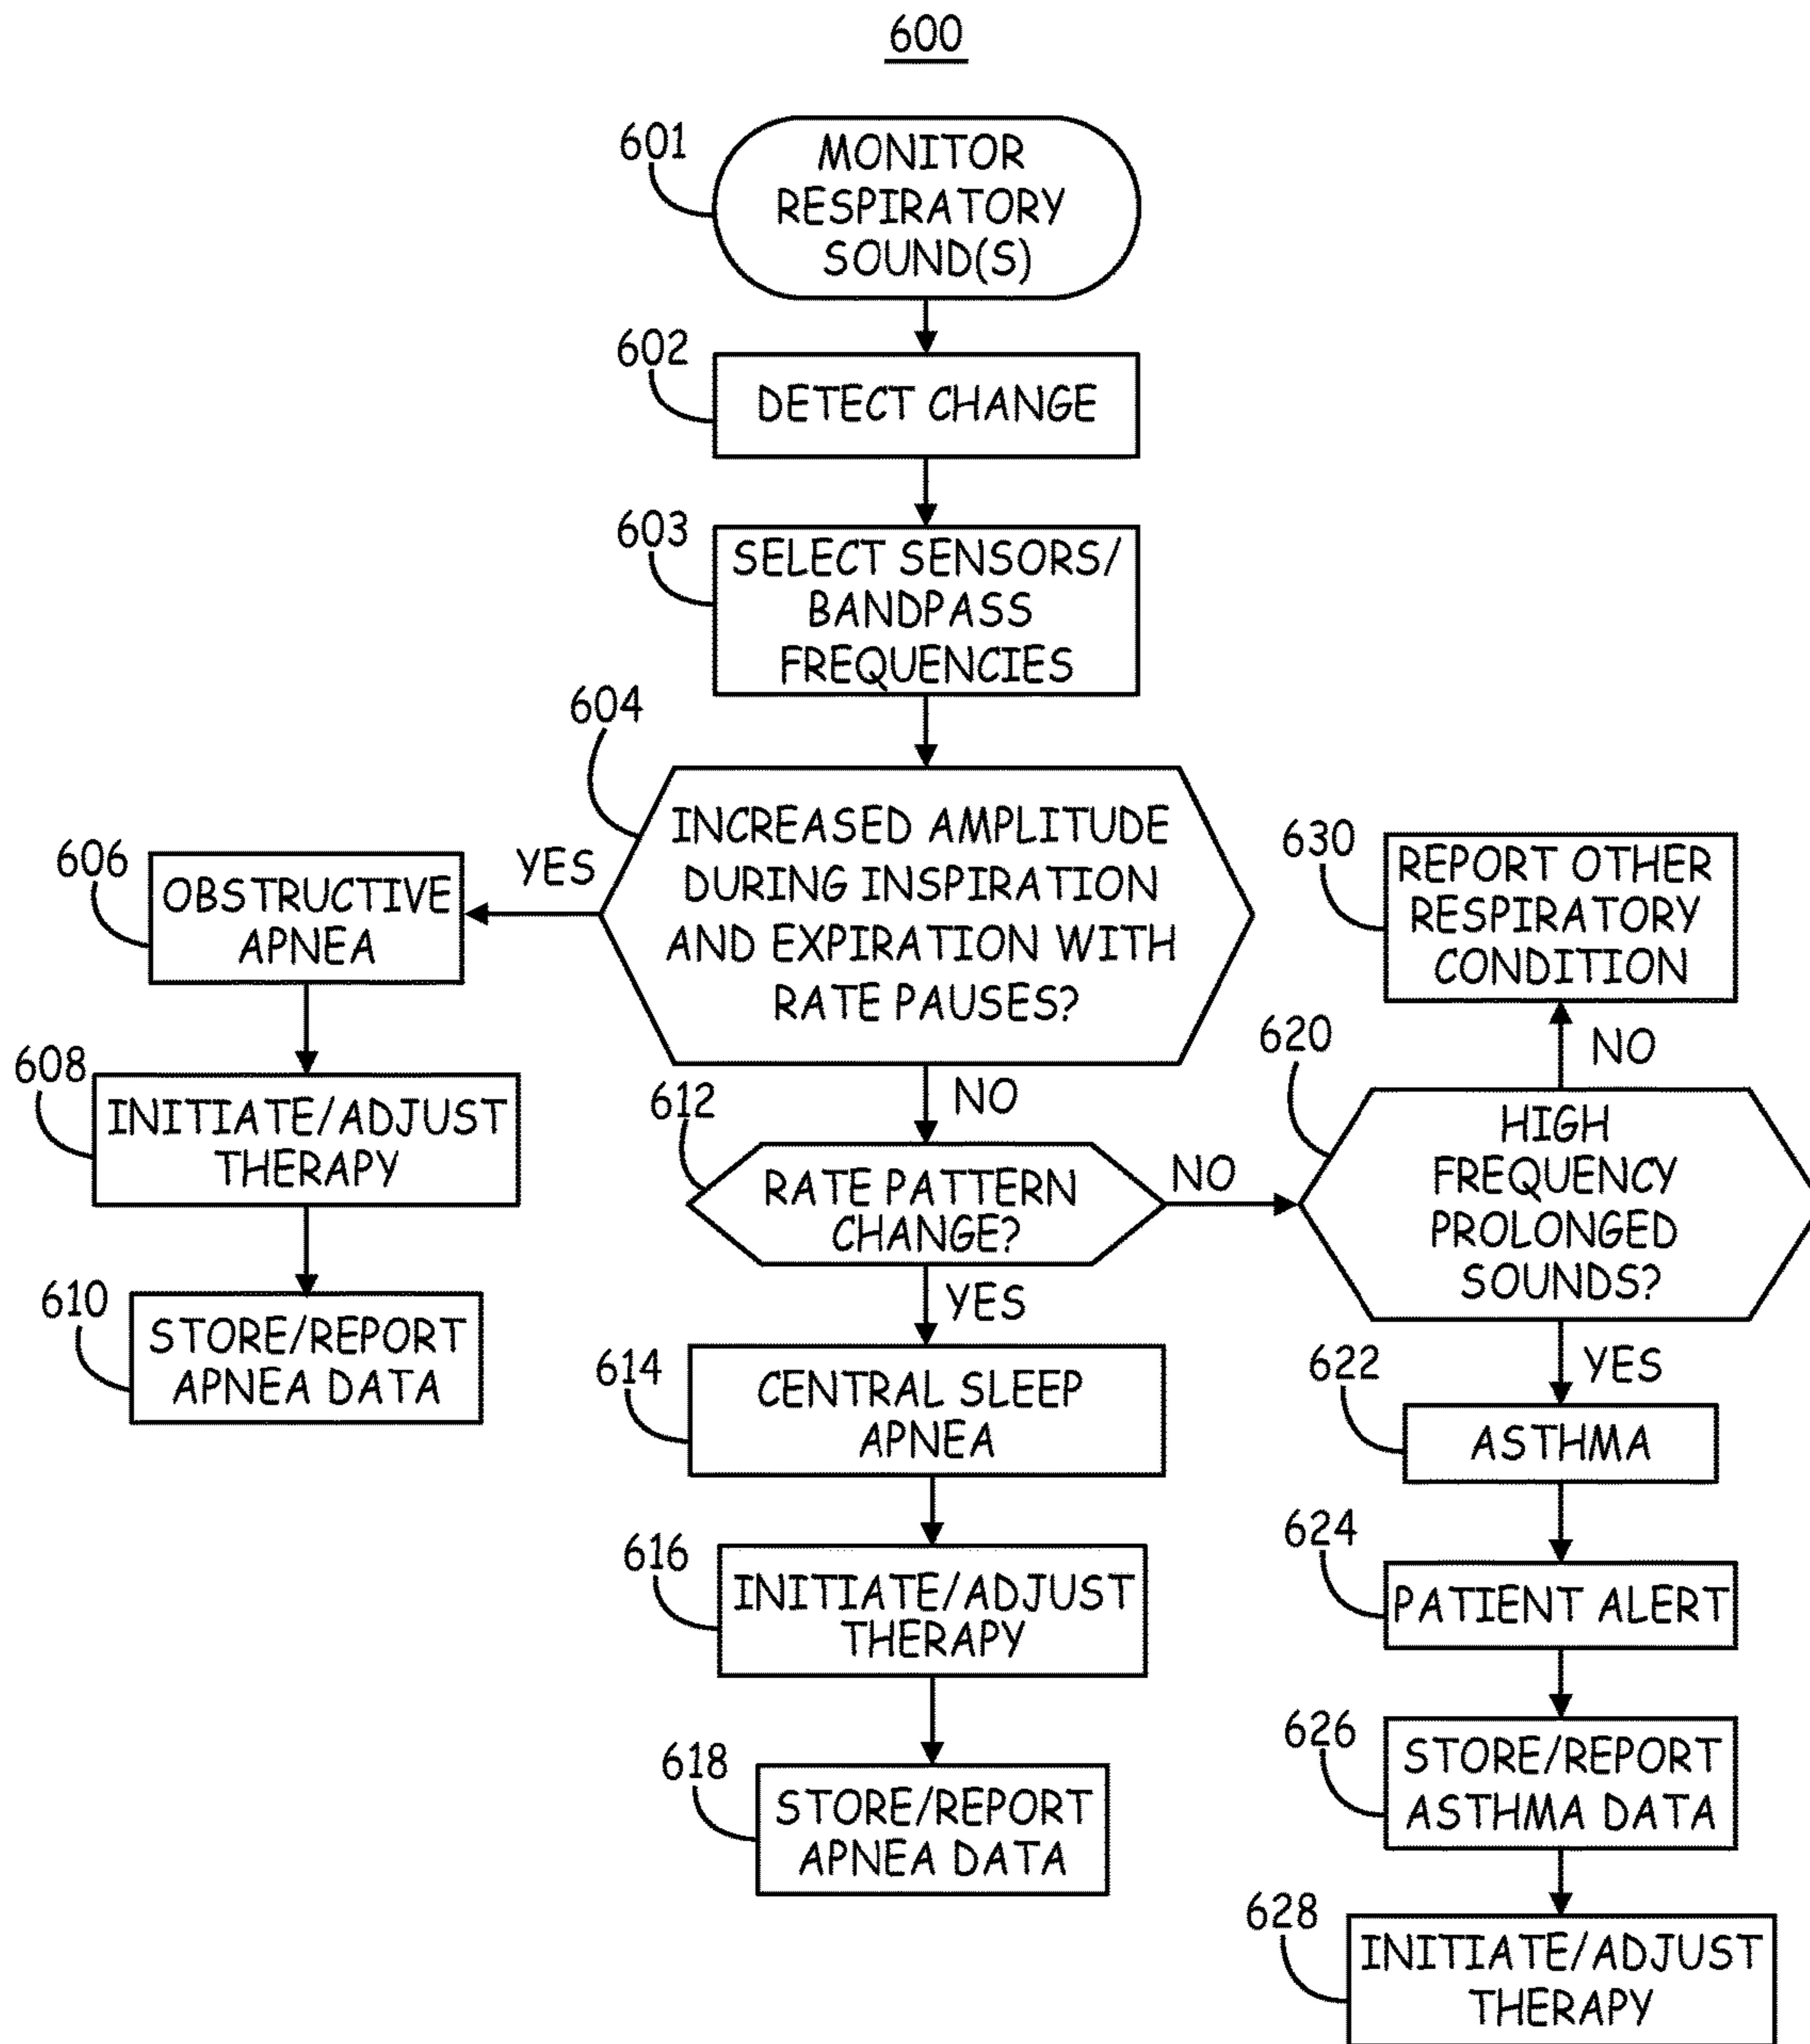 600
601
MONITOR
RESPIRATORY
SOUND(S)
602
DETECT CHANGE
603
SELECT SENSORS/
BANDPASS
FREQUENCIES
604
INCREASED AMPLITUDE
DURING INSPIRATION
AND EXPIRATION WITH
RATE PAUSES?
YES
606
OBSTRUCTIVE
APNEA
608
INITIATE/ADJUST
THERAPY
610
STORE/REPORT
APNEA DATA
NO
612
RATE PATTERN
CHANGE?
YES
614
CENTRAL SLEEP
APNEA
616
INITIATE/ADJUST
THERAPY
618
STORE/REPORT
APNEA DATA
NO
620
HIGH
FREQUENCY
PROLONGED
SOUNDS?
NO
630
REPORT OTHER
RESPIRATORY
CONDITION
YES
622
ASTHMA
624
PATIENT ALERT
626
STORE/REPORT
ASTHMA DATA
628
INITIATE/ADJUST
THERAPY